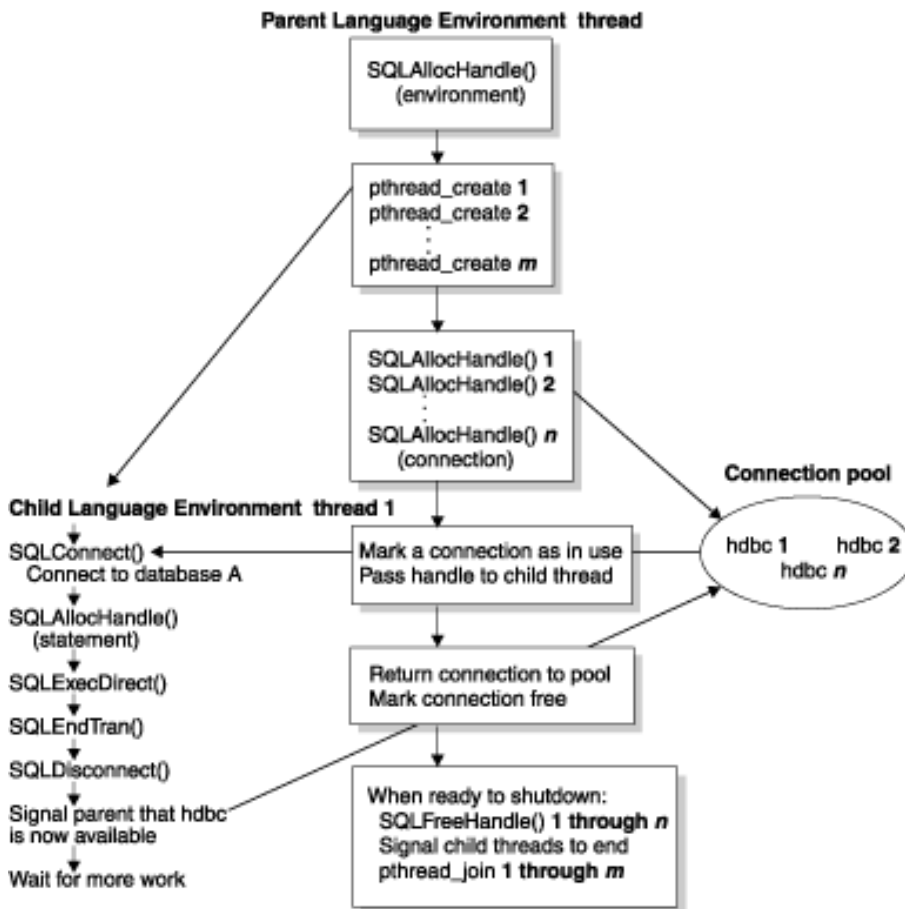 Parent Language Environment thread
SQLAllocHandle()
(environment)
pthread_create 1
pthread_create 2
pthread_create m
SQLAllocHandle() 1
SQLAllocHandle() 2
SQLAllocHandle() n
(connection)
Connection pool
hdbc 1 hdbc 2
hdbc n
Child Language Environment thread 1
SQLConnect()
Connect to database A
SQLAllocHandle()
(statement)
SQLExecDirect()
SQLEndTran()
SQLDisconnect()
Signal parent that hdbc
is now available
Wait for more work
Mark a connection as in use
Pass handle to child thread
Return connection to pool
Mark connection free
When ready to shutdown:
SQLFreeHandle() 1 through n
Signal child threads to end
pthread_join 1 through m